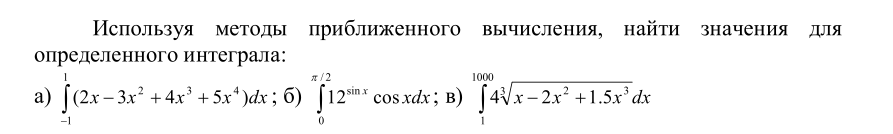 Используя методы приближенного вычисления, найти значения для
определенного интеграла:
а) $\int_{-1}^{1}(2x-3x^2+4x^3+5x^4)dx$; б) $\int_{0}^{\pi/2}12^{\sin x}\cos xdx$; в) $\int_{1}^{1000}4\sqrt[3]{x-2x^2+1.5x^3}dx$